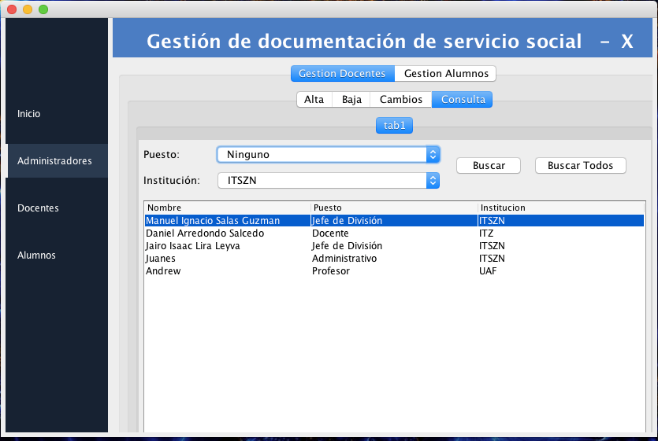 Gestión de documentación de servicio social - X
Gestion Docentes Gestion Alumnos
Alta Baja Cambios Consulta
tab1
Inicio
Administradores
Docentes
Alumnos
Puesto: Ninguno
Buscar Buscar Todos
Institución: ITSZN
Nombre Puesto Institucion
Manuel Ignacio Salas Guzman Jefe de División ITSZN
Daniel Arredondo Salcedo Docente ITZ
Jairo Isaac Lira Leyva Jefe de División ITSZN
Juanes Administrativo ITSZN
Andrew Profesor UAF